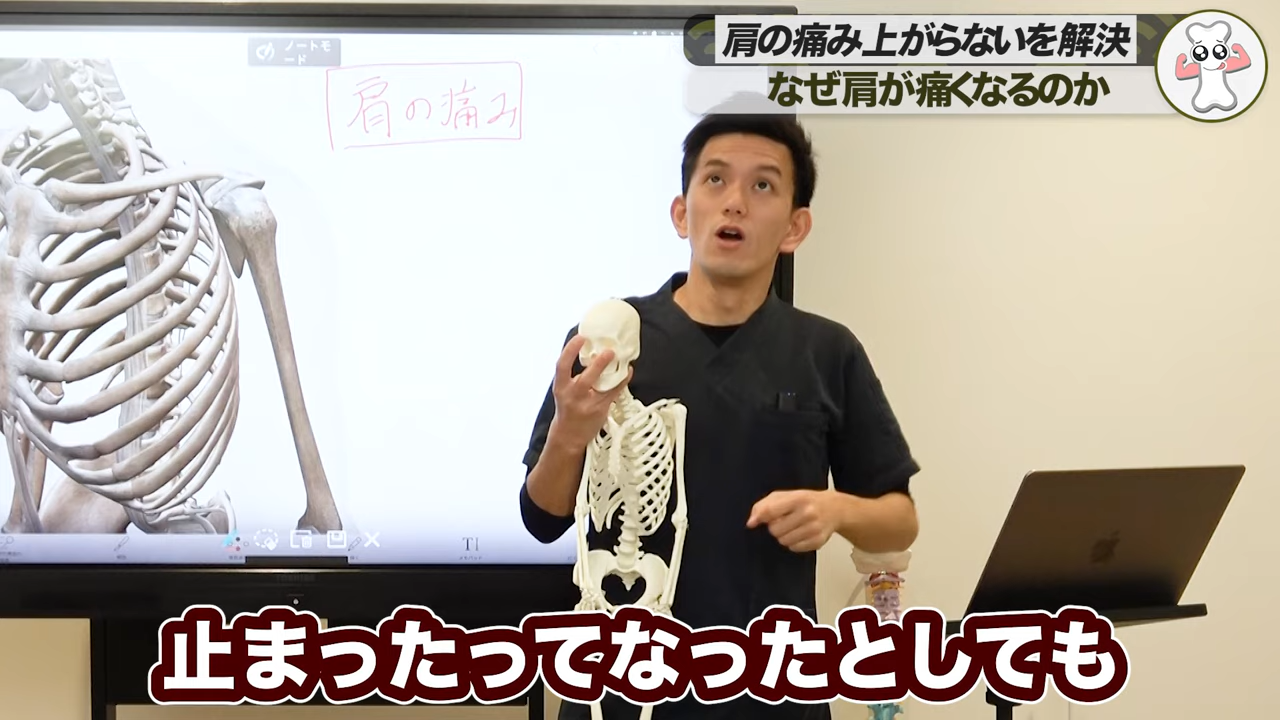 肩の痛み上がらないを解決
なぜ肩が痛くなるのか
ノートモ
ード
肩の痛み
TOSHIBA
止まったってなったとしても